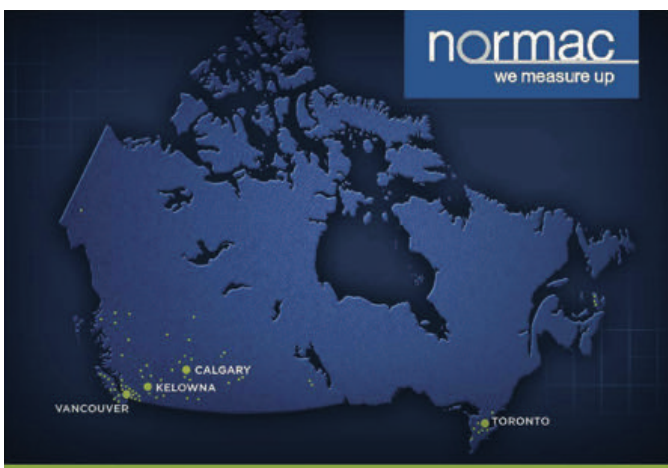 normac
we measure up
CALGARY
KELOWNA
VANCOUVER
TORONTO